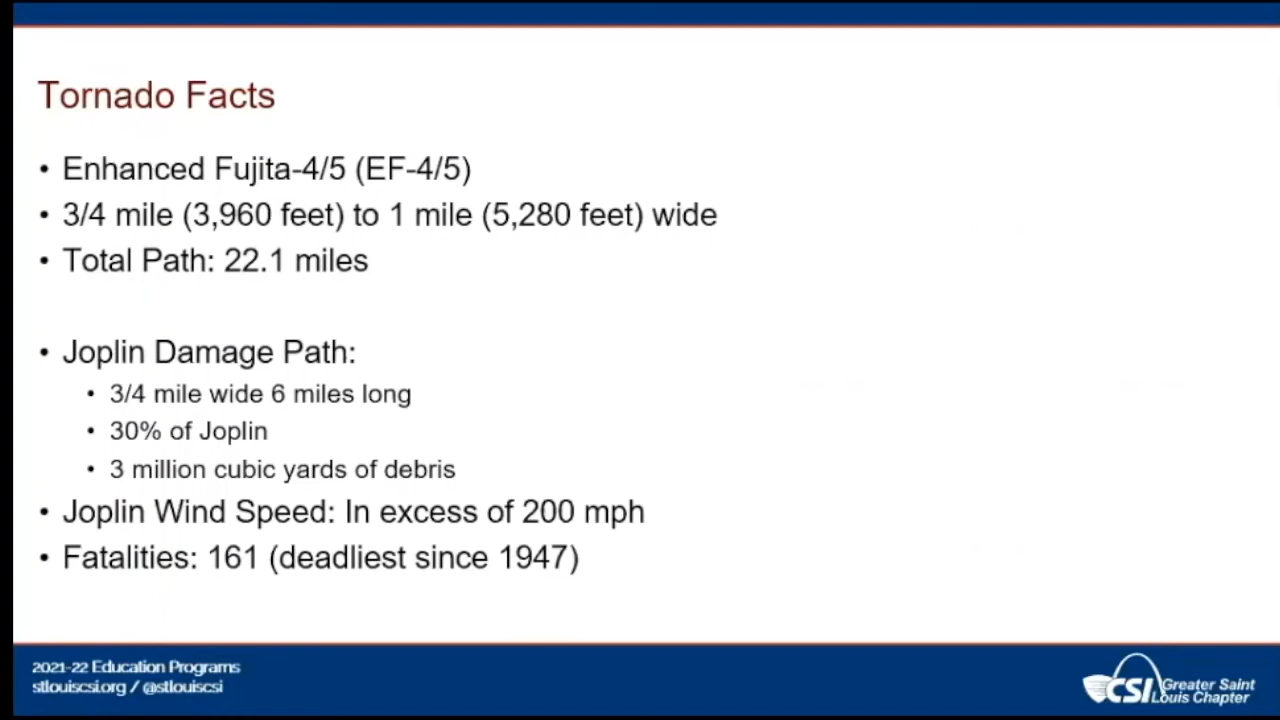 Tornado Facts
• Enhanced Fujita-4/5 (EF-4/5)
• 3/4 mile (3,960 feet) to 1 mile (5,280 feet) wide
• Total Path: 22.1 miles
• Joplin Damage Path:
• 3/4 mile wide 6 miles long
• 30% of Joplin
• 3 million cubic yards of debris
• Joplin Wind Speed: In excess of 200 mph
• Fatalities: 161 (deadliest since 1947)
2021-22 Education Programs
stlouiscsi.org / @stlouiscsi
CSI Greater Saint
Louis Chapter